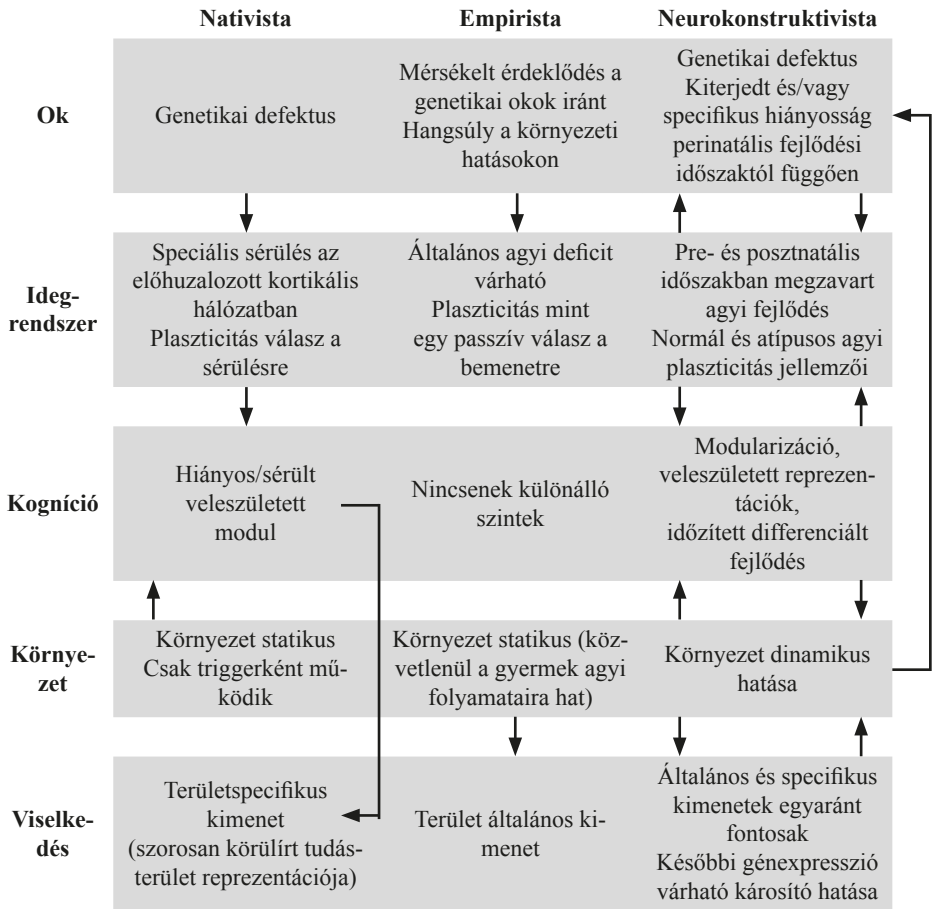 Nativista
Empirista
Neurokonstruktivista
Ok
Genetikai defektus
Mérsékelt érdeklődés a
genetikai okok iránt
Hangsúly a környezeti
hatásokon
Genetikai defektus
Kiterjedt és/vagy
specifikus hiányosság
perinatális fejlődési
időszaktól függően
Ideg-
rendszer
Speciális sérülés az
előhuzalozott kortikális
hálózatban
Plaszticitás válasz a
sérülésre
Általános agyi deficit
várható
Plaszticitás mint
egy passzív válasz a
bemenetre
Pre- és posztnatális
időszakban megzavart
agyi fejlődés
Normál és atípusos agyi
plaszticitás jellemzői
Kogníció
Hiányos/sérült
veleszületett
modul
Nincsenek különálló
szintek
Modularizáció,
veleszületett reprezen-
tációk,
időzített differenciált
fejlődés
Környe-
zet
Környezet statikus
Csak triggerként mű-
ködik
Környezet statikus (köz-
vetlenül a gyermek agyi
folyamataira hat)
Környezet dinamikus
hatása
Viselke-
dés
Területspecifikus
kimenet
(szorosan körülírt tudás-
terület reprezentációja)
Terület általános ki-
menet
Általános és specifikus
kimenetek egyaránt
fontosak
Későbbi génexpresszió
várható károsító hatása